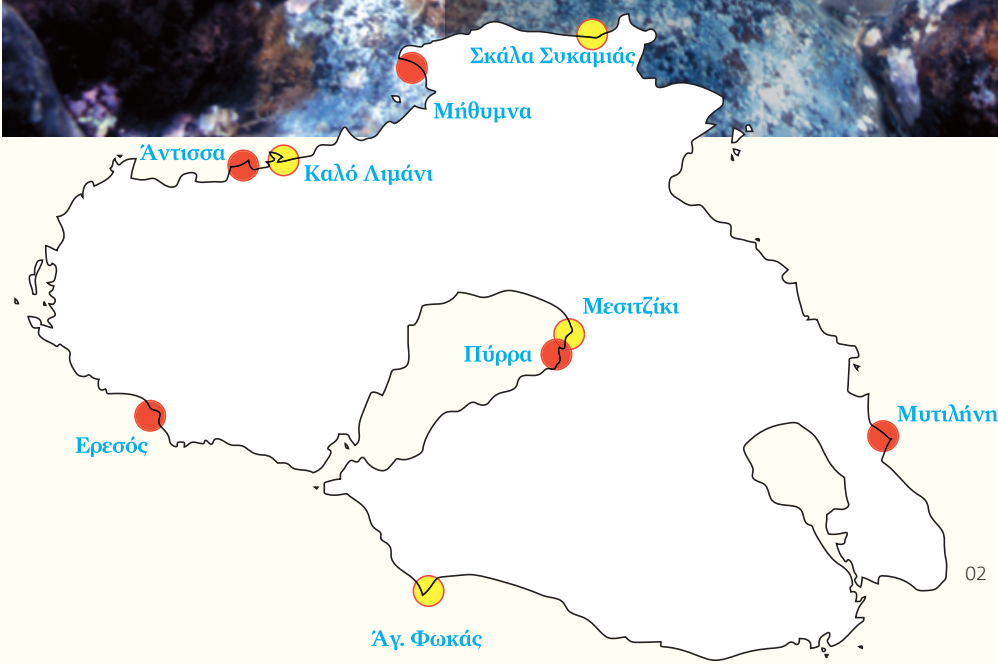 Σκάλα Συκαμιάς
Μήθυμνα
Άντισσα
Καλό Λιμάνι
Μεσιτζίκι
Πύρρα
Μυτιλήνη
Ερεσός
02
Άγ. Φωκάς